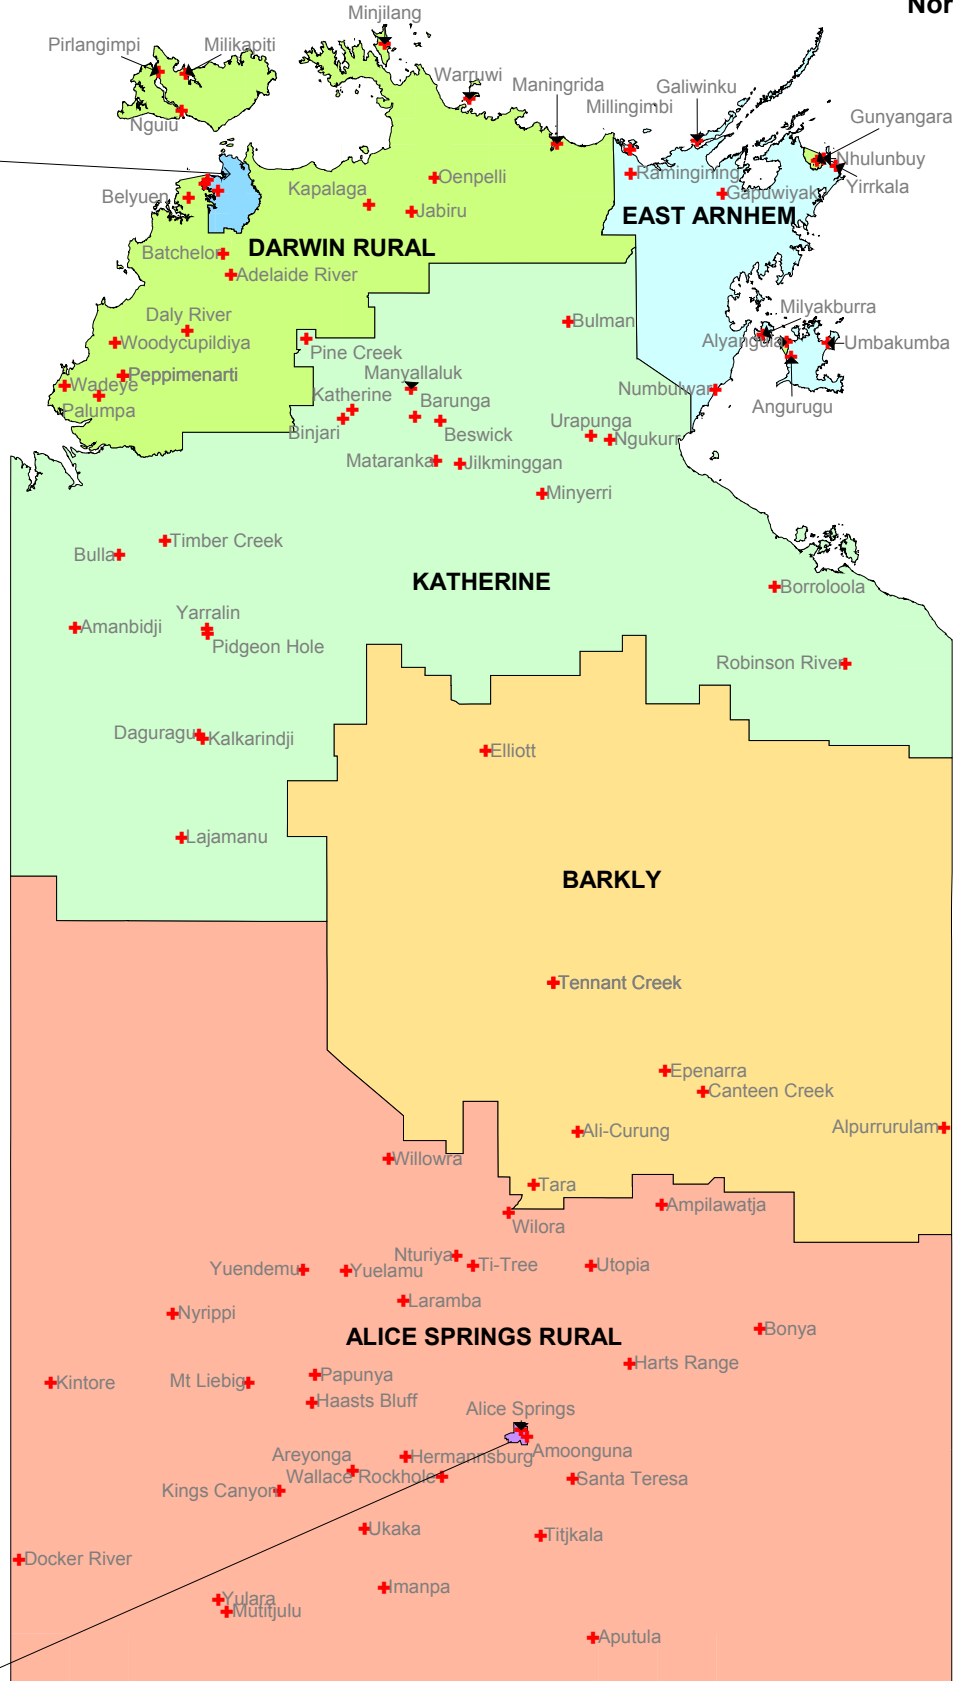 Nor
Minjilang
Pirlangimpi
Milikapiti
Warruwi
Maningrida
Galiwinku
Millingimbi
Gunyangara
Nguiu
Nhulunbuy
Ramingining
Yirrkala
Oenpelli
Kapalaga
Gapuwiyak
Belyuen
Jabiru
EAST ARNHEM
DARWIN RURAL
Batchelor
Adelaide River
Milyakburra
Daly River
Bulman
Alyangula
Umbakumba
Woodycupildiya
Pine Creek
Manyallaluk
Peppimenarti
Wadeye
Numbulwar
Katherine
Barunga
Angurugu
Palumpa
Urapunga
Binjari
Beswick
Ngukurr
Mataranka
Jilkminggan
Minyerri
Timber Creek
Bulla
KATHERINE
Borroloola
Yarralin
Amanbidji
Pidgeon Hole
Robinson River
Daguragu
Kalkarindji
Elliott
Lajamanu
BARKLY
Tennant Creek
Epenarra
Canteen Creek
Alpurrurulam
Ali-Curung
Willowra
Tara
Ampilawatja
Wilora
Nturiya
Ti-Tree
Utopia
Yuendemu
Yuelamu
Laramba
Nyrippi
Bonya
ALICE SPRINGS RURAL
Harts Range
Papunya
Kintore
Mt Liebig
Haasts Bluff
Alice Springs
Amoonguna
Areyonga
Hermannsburg
Wallace Rockhole
Santa Teresa
Kings Canyon
Ukaka
Titjkala
Docker River
Imanpa
Yulara
Mutitjulu
Aputula